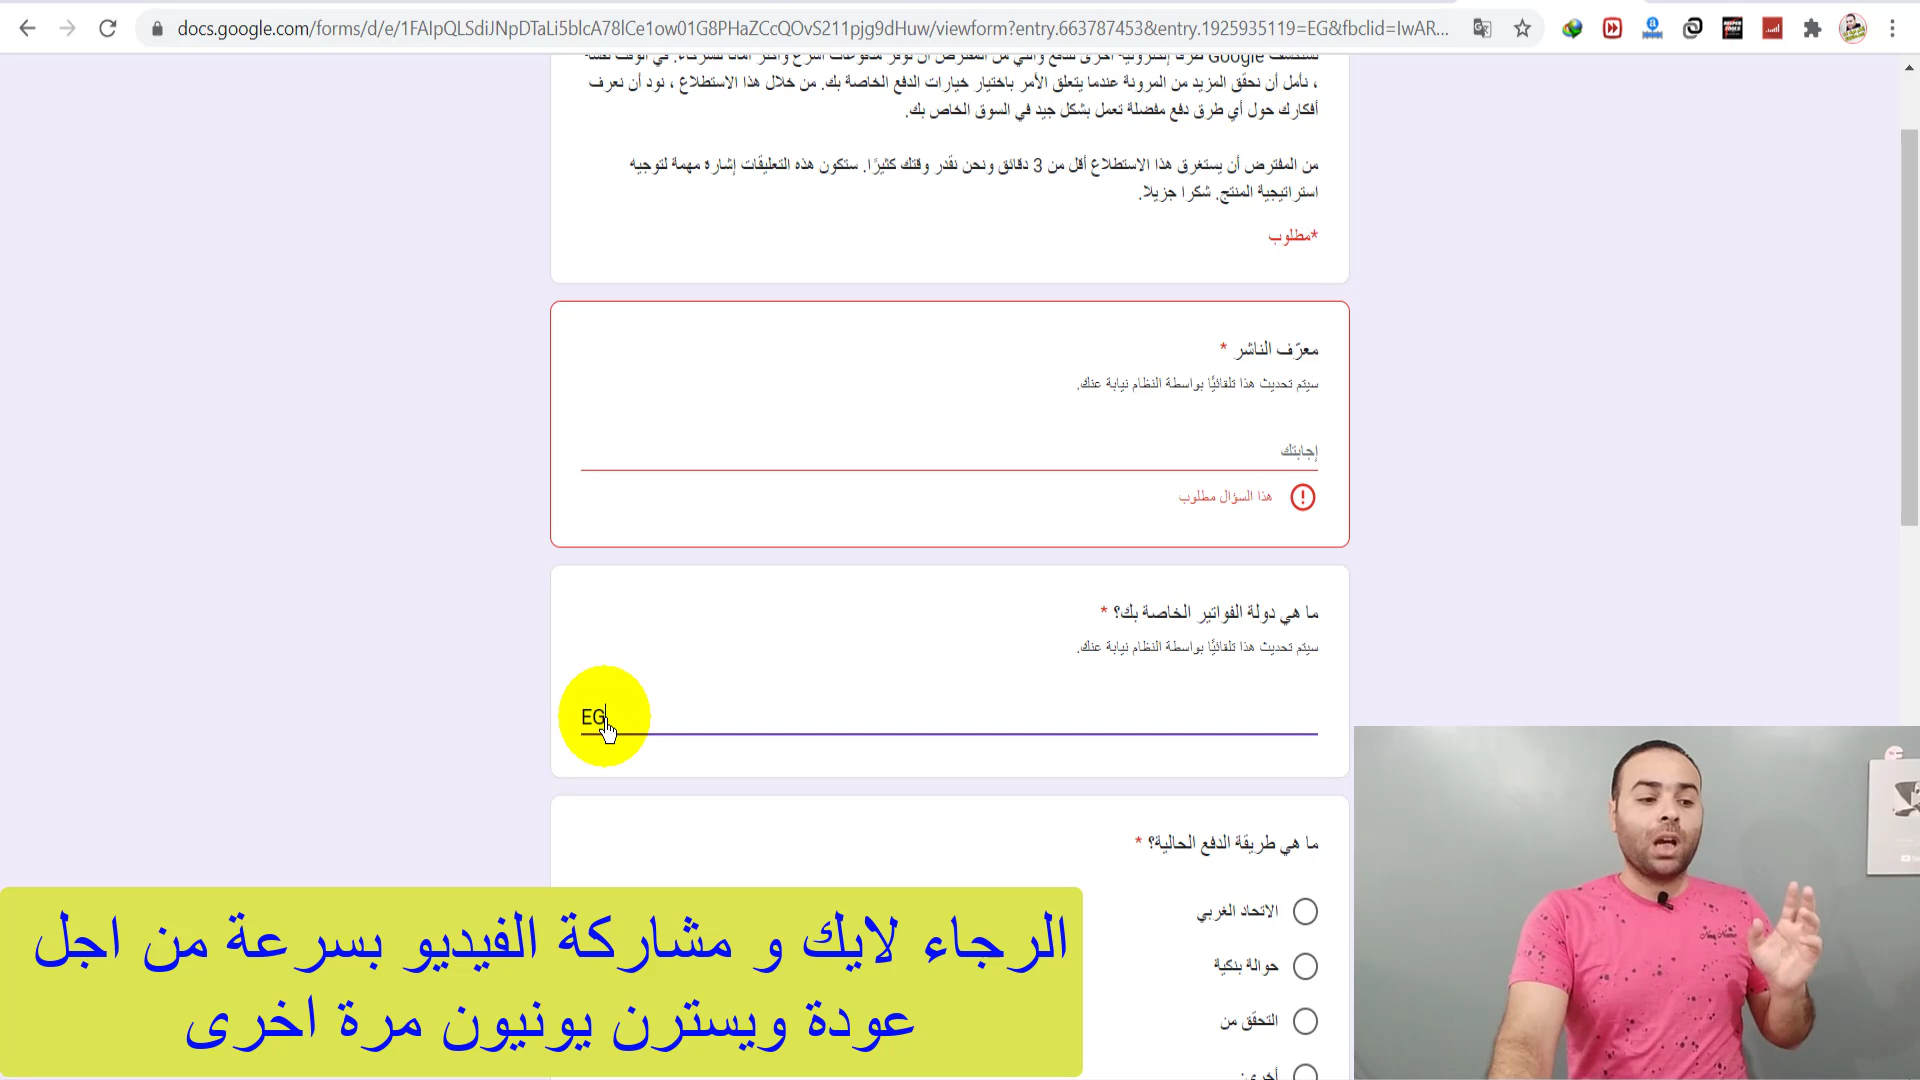 docs.google.com/forms/d/e/1FAIpQLSdiJNpDTaLi5blcA78lCe1ow01G8PHaZCcQOvS211pjg9dHuw/viewform?entry.663787453&entry.1925935119=EG&fbclid=IwAR...
، نأمل أن نحقق المزيد من المرونة عندما يتعلق الأمر باختيار خيارات الدفع الخاصة بك. من خلال هذا الاستطلاع ، نود أن نعرف
أفكارك حول أي طرق دفع مفضلة تعمل بشكل جيد في السوق الخاص بك.
من المفترض أن يستغرق هذا الاستطلاع أقل من 3 دقائق ونحن نقدر وقتك كثيرًا. ستكون هذه التعليقات إشاره مهمة لتوجيه
استراتيجية المنتج. شكرا جزيلا.
*مطلوب
معرّف الناشر *
سيتم تحديث هذا تلقائيًّا بواسطة النظام نيابة عنك.
إجابتك
هذا السؤال مطلوب
ما هي دولة الفواتير الخاصة بك؟ *
سيتم تحديث هذا تلقائيًّا بواسطة النظام نيابة عنك.
EG
ما هي طريقة الدفع الحالية؟ *
الاتحاد الغربي
حوالة بنكية
التحقّق من
أخرى:
الرجاء لايك و مشاركة الفيديو بسرعة من اجل
عودة ويسترن يونيون مرة اخرى